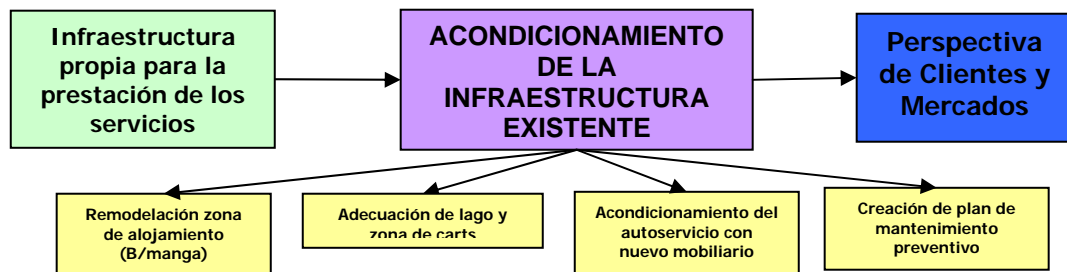 Infraestructura
propia para la
prestación de los
servicios
ACONDICIONAMIENTO
DE LA
INFRAESTRUCTURA
EXISTENTE
Perspectiva
de Clientes y
Mercados
Remodelación zona
de alojamiento
(B/manga)
Adecuación de lago y
zona de carts
Acondicionamiento del
autoservicio con
nuevo mobiliario
Creación de plan de
mantenimiento
preventivo